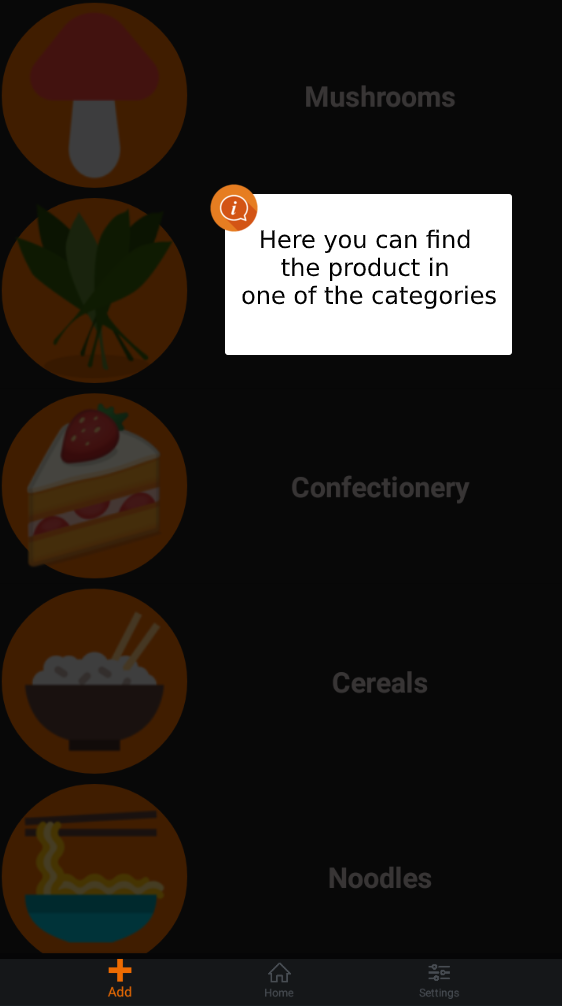 Mushrooms
Here you can find
the product in
one of the categories
Confectionery
Cereals
Noodles
Add
Home
Settings